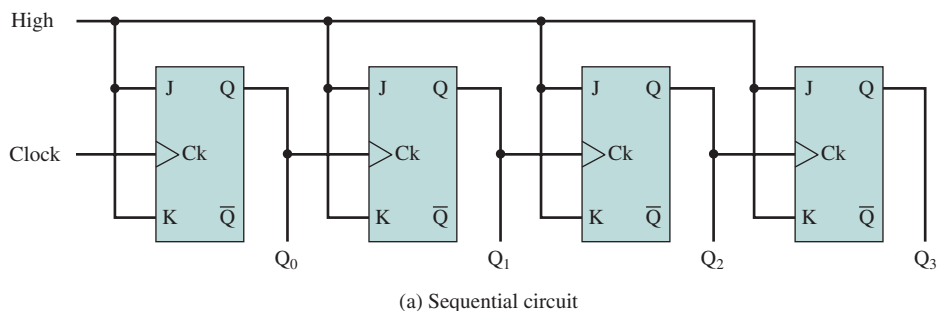 High
J Q J Q J Q J Q
Clock Ck Ck Ck Ck
K Q̅ K Q̅ K Q̅ K Q̅
Q₀ Q₁ Q₂ Q₃
(a) Sequential circuit